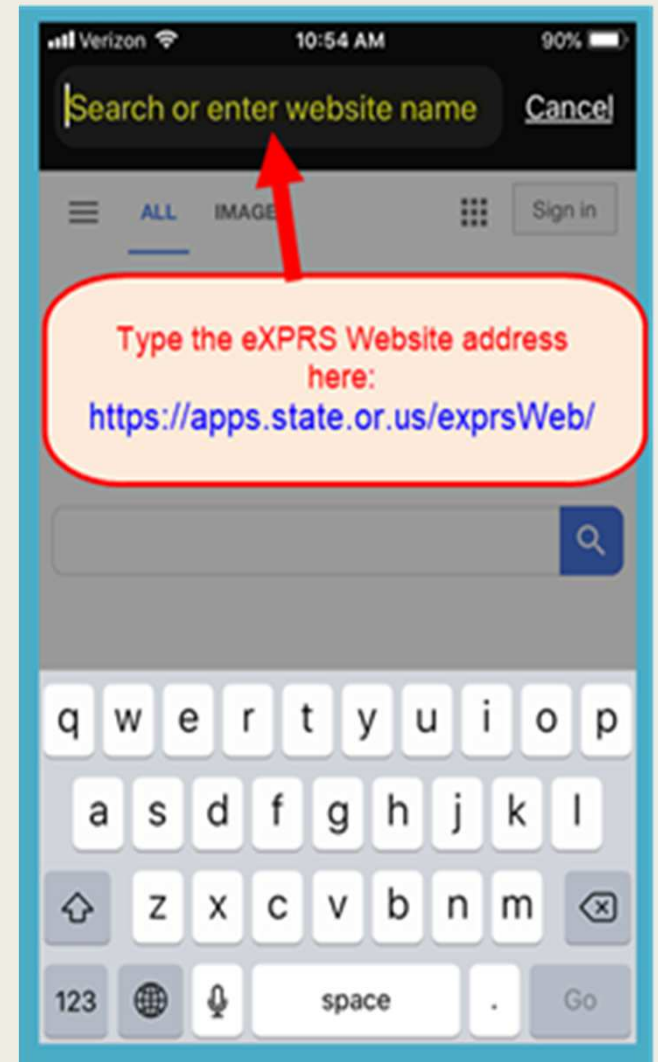 Verizon 10:54 AM 90%
Search or enter website name Cancel
ALL IMAGE Sign in
Type the eXPRS Website address
here:
https://apps.state.or.us/exprsWeb/
q w e r t y u i o p
a s d f g h j k l
z x c v b n m
123 space . Go